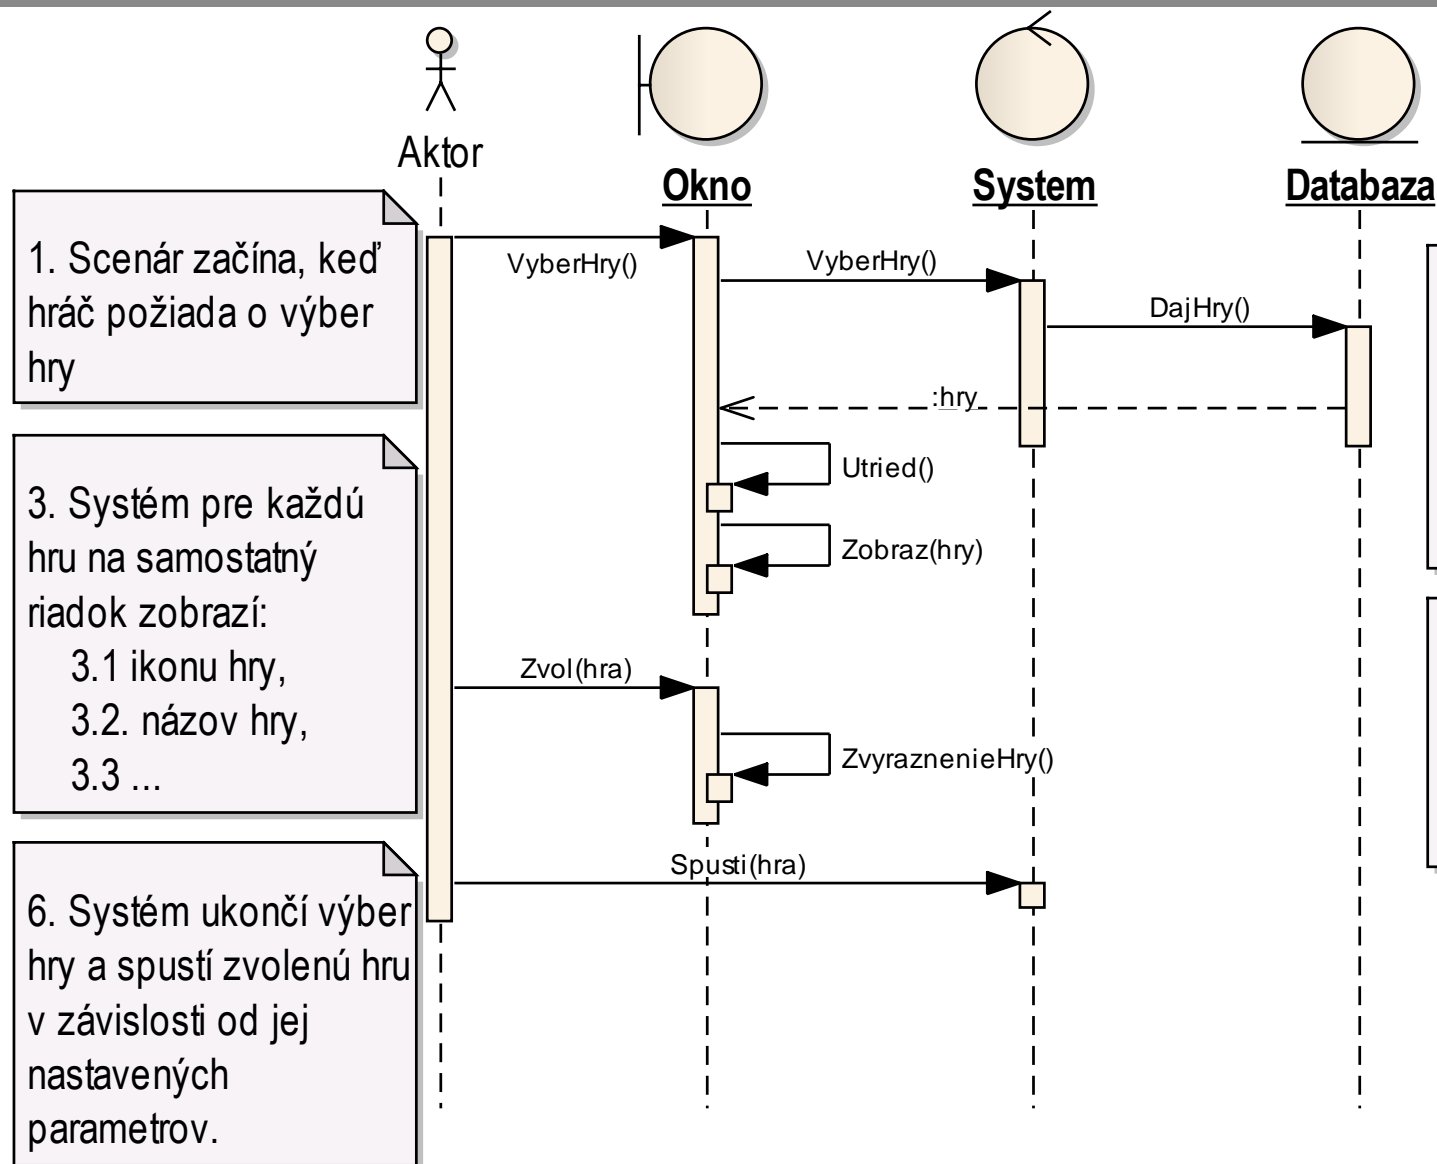 Aktor
Okno
System
Databaza
1. Scenár začína, keď
hráč požiada o výber
hry
VyberHry()
VyberHry()
DajHry()
:hry
Utried()
Zobraz(hry)
3. Systém pre každú
hru na samostatný
riadok zobrazí:
3.1 ikonu hry,
3.2. názov hry,
3.3 ...
Zvol(hra)
ZvyraznenieHry()
Spusti(hra)
6. Systém ukončí výber
hry a spustí zvolenú hru
v závislosti od jej
nastavených
parametrov.